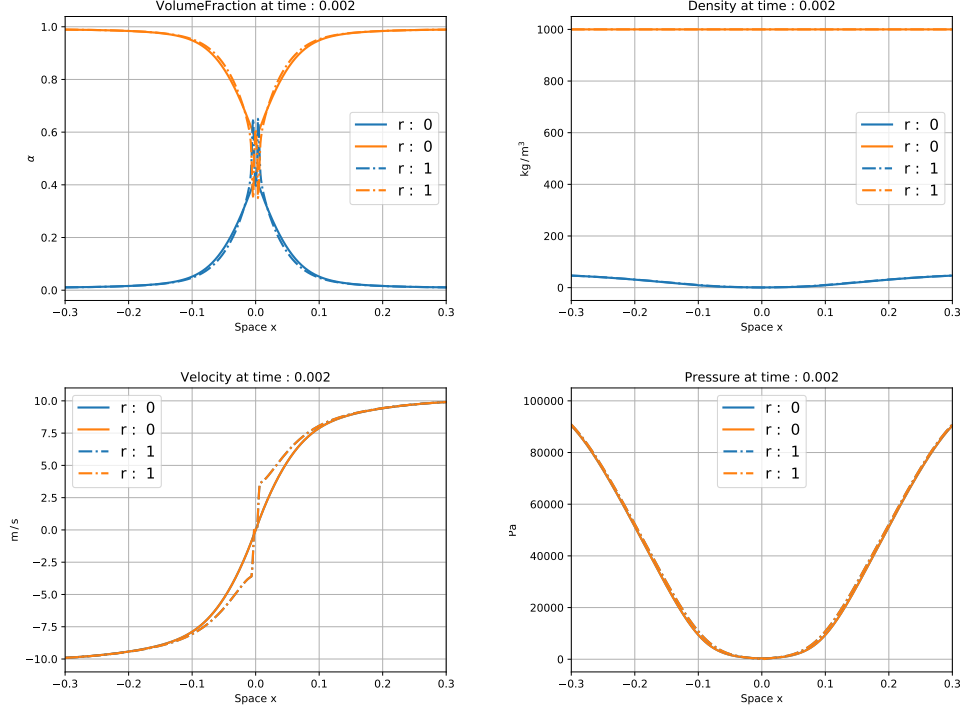 VolumeFraction at time : 0.002
1.0
0.8
0.6
0.4
0.2
0.0
α
r : 0
r : 0
r : 1
r : 1
−0.3 −0.2 −0.1 0.0 0.1 0.2 0.3
Space x
Density at time : 0.002
1000
800
600
400
200
0
kg / m³
r : 0
r : 0
r : 1
r : 1
−0.3 −0.2 −0.1 0.0 0.1 0.2 0.3
Space x
Velocity at time : 0.002
10.0
7.5
5.0
2.5
0.0
−2.5
−5.0
−7.5
−10.0
m / s
r : 0
r : 0
r : 1
r : 1
−0.3 −0.2 −0.1 0.0 0.1 0.2 0.3
Space x
Pressure at time : 0.002
100000
80000
60000
40000
20000
0
Pa
r : 0
r : 0
r : 1
r : 1
−0.3 −0.2 −0.1 0.0 0.1 0.2 0.3
Space x